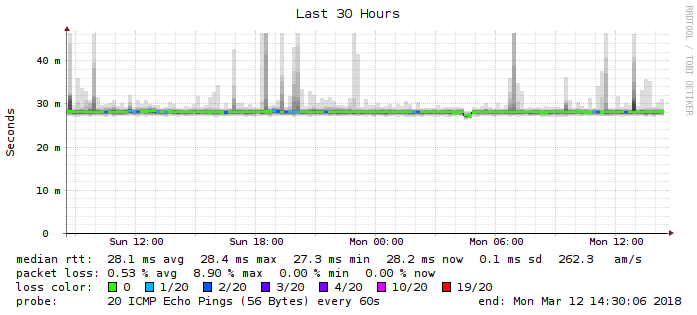 Last 30 Hours
RRDTOOL / TOBI OETIKER
Seconds
40 m
30 m
20 m
10 m
0
Sun 12:00 Sun 18:00 Mon 00:00 Mon 06:00 Mon 12:00
median rtt: 28.1 ms avg 28.4 ms max 27.3 ms min 28.2 ms now 0.1 ms sd 262.3 am/s
packet loss: 0.53 % avg 8.90 % max 0.00 % min 0.00 % now
loss color: 0 1/20 2/20 3/20 4/20 10/20 19/20
probe: 20 ICMP Echo Pings (56 Bytes) every 60s end: Mon Mar 12 14:30:06 2018